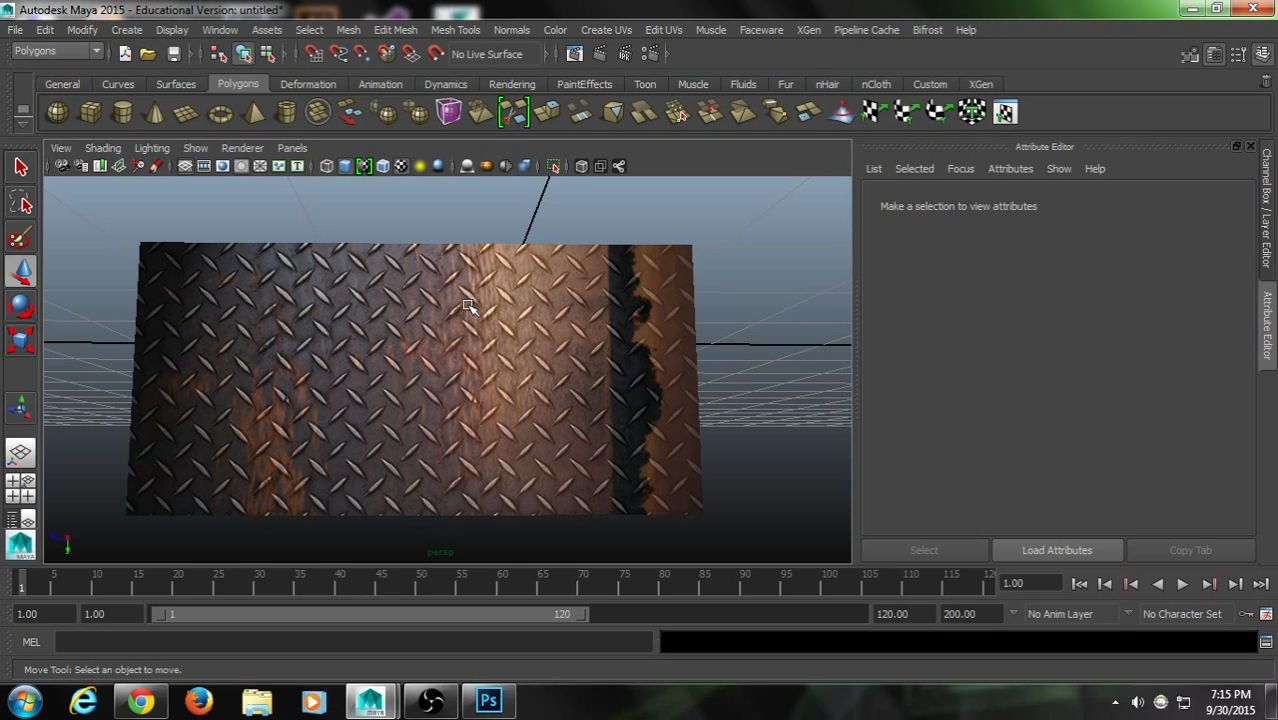 Autodesk Maya 2015 - Educational Version: untitled*
File Edit Modify Create Display Window Assets Select Mesh Edit Mesh Mesh Tools Normals Color Create UVs Edit UVs Muscle Faceware XGen Pipeline Cache Bifrost Help
Polygons
No Live Surface
General Curves Surfaces Polygons Deformation Animation Dynamics Rendering PaintEffects Toon Muscle Fluids Fur nHair nCloth Custom XGen
View Shading Lighting Show Renderer Panels
Attribute Editor
List Selected Focus Attributes Show Help
Make a selection to view attributes
Channel Box / Layer Editor
Attribute Editor
persp
Select Load Attributes Copy Tab
MAYA
1 5 10 15 20 25 30 35 40 45 50 55 60 65 70 75 80 85 90 95 100 105 110 115 12 1.00
1.00 1.00 1 120 120.00 200.00 No Anim Layer No Character Set
MEL
Move Tool: Select an object to move.
MAYA
Ps
7:15 PM
9/30/2015